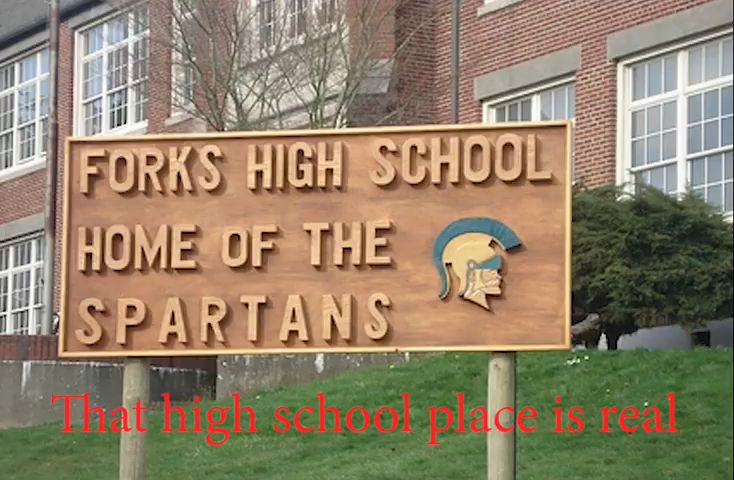 FORKS HIGH SCHOOL
HOME OF THE
SPARTANS
That high school place is real